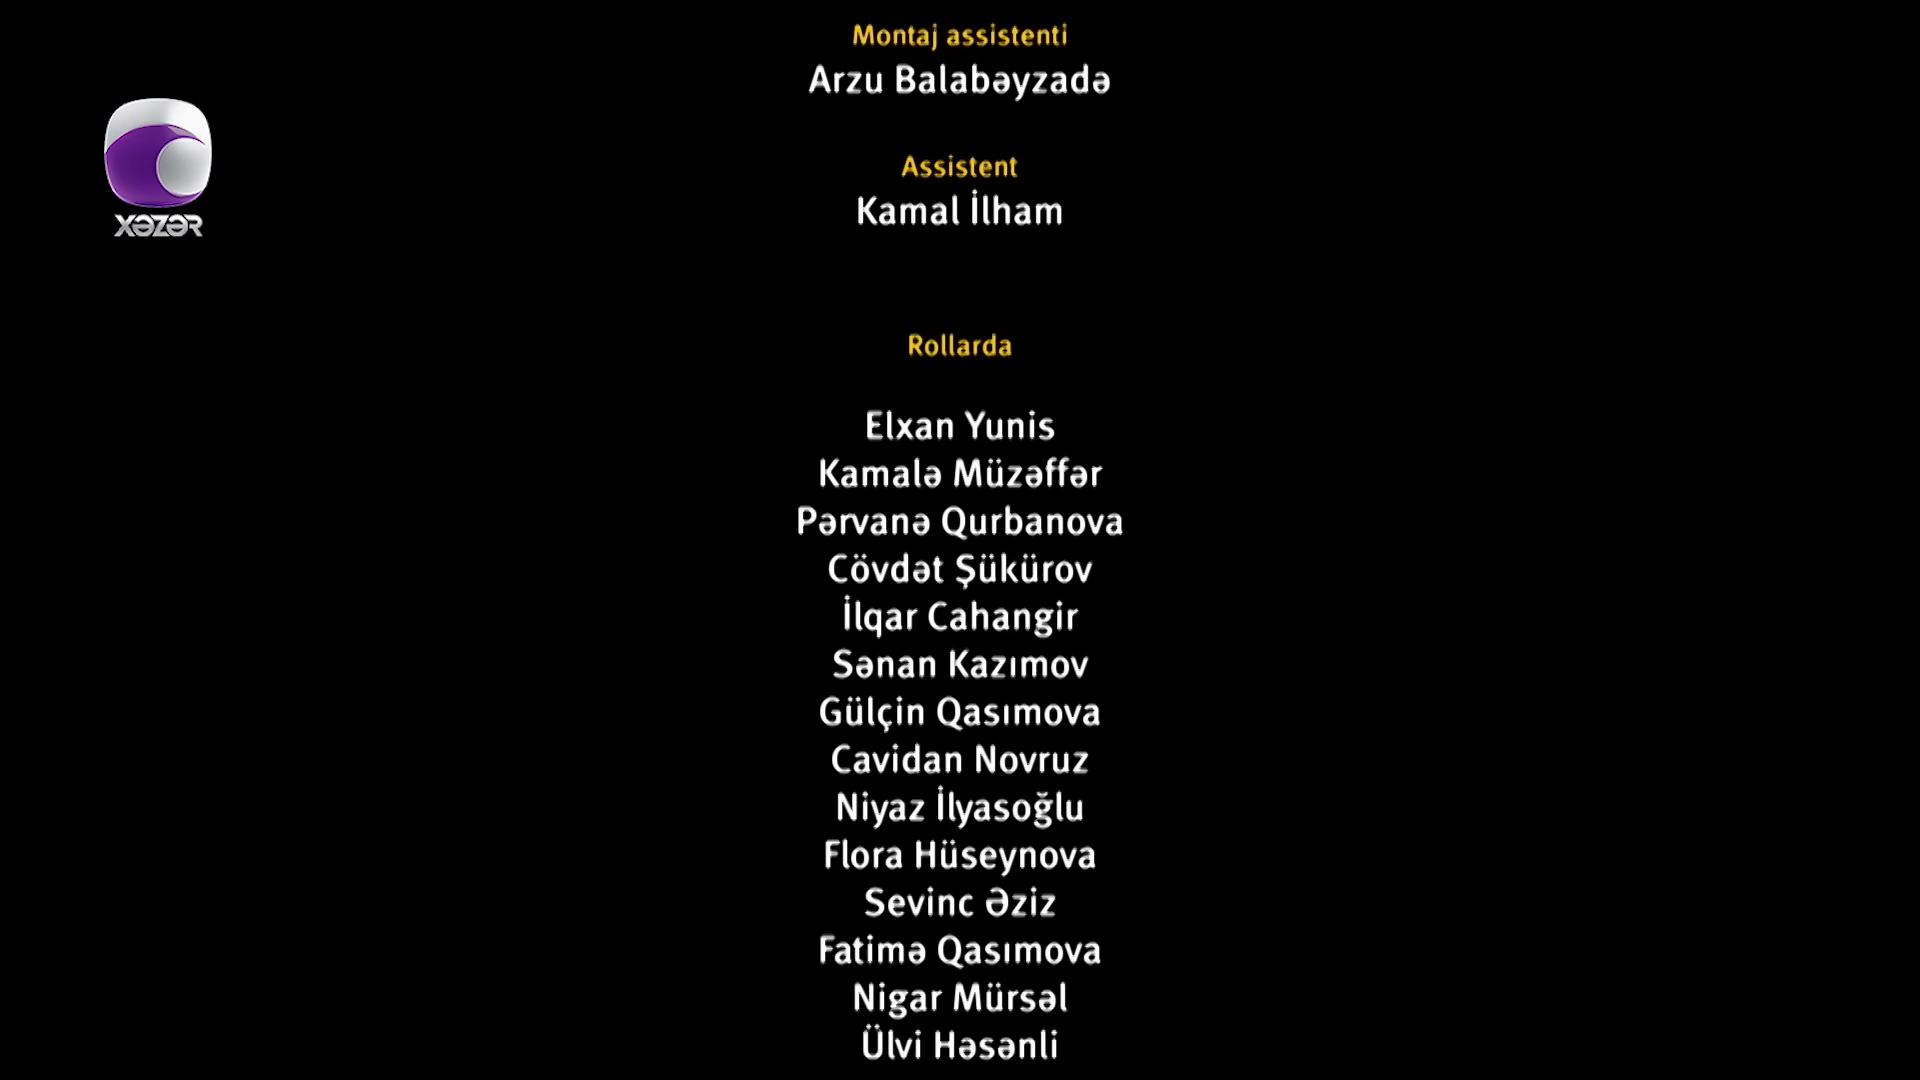 Montaj assistenti
Arzu Balabəyzadə
Assistent
Kamal İlham
XƏZƏR
Rollarda
Elxan Yunis
Kamalə Müzəffər
Pərvanə Qurbanova
Cövdət Şükürov
İlqar Cahangir
Sənan Kazımov
Gülçin Qasımova
Cavidan Novruz
Niyaz İlyasoğlu
Flora Hüseynova
Sevinc Əziz
Fatimə Qasımova
Nigar Mürsəl
Ülvi Həsənli